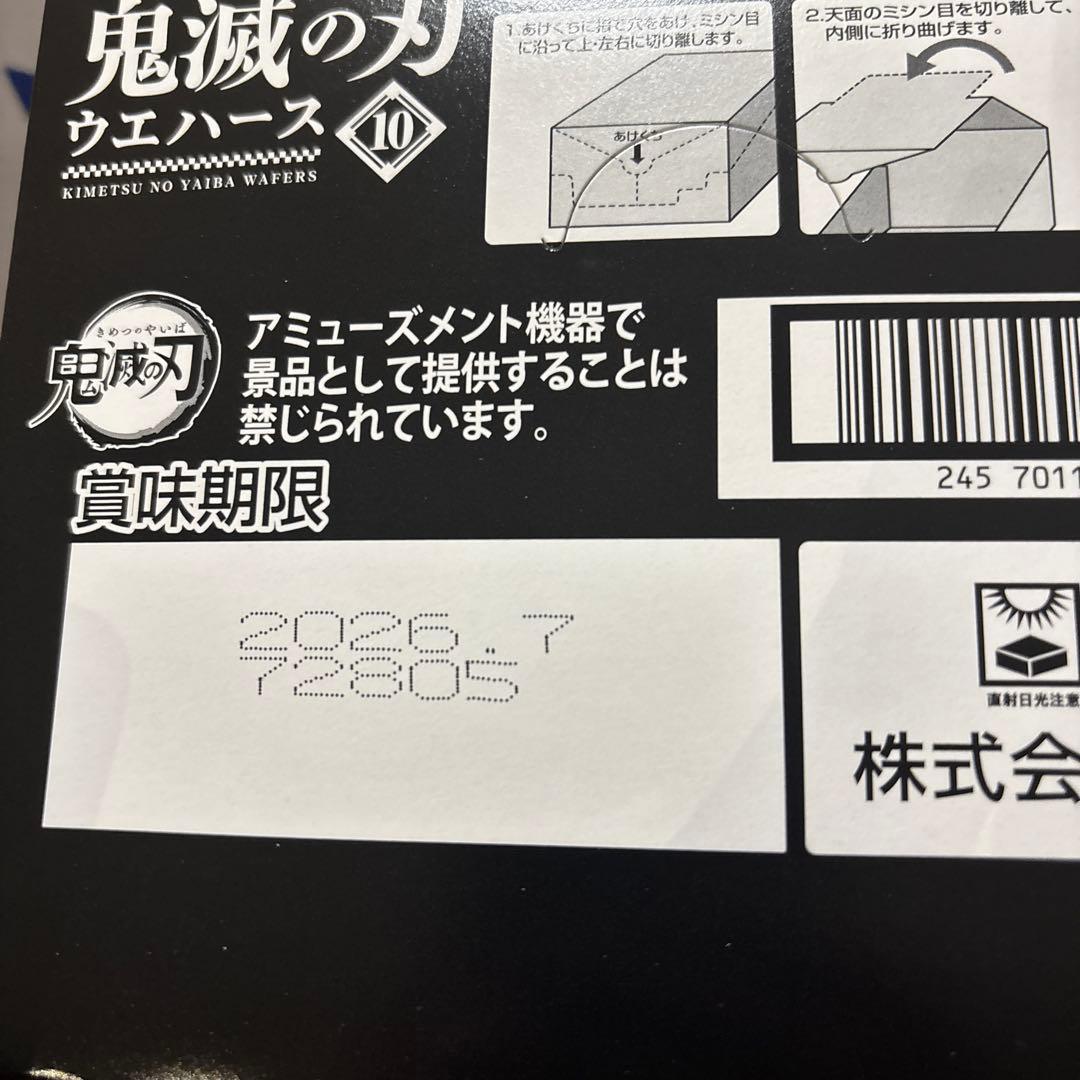 鬼滅の刃
ウエハース 10
KIMETSU NO YAIBA WAFERS
1.あけくちに指で穴をあけ、ミシン目
に沿って上・左右に切り離します。
あけくち
2.天面のミシン目を切り離して、
内側に折り曲げます。
きめつのやいば
鬼滅の刃
アミューズメント機器で
景品として提供することは
禁じられています。
245 7011
賞味期限
2026. 7
72805
直射日光注意
株式会